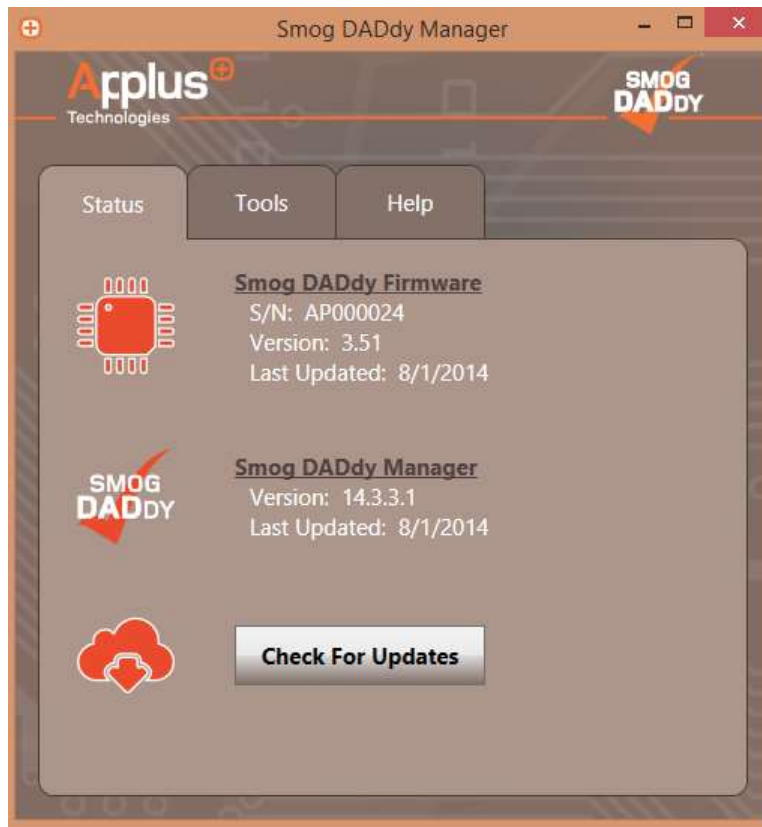 Smog DADdy Manager
Applus+
Technologies
SMOG
DADDY
Status
Tools
Help
Smog DADdy Firmware
S/N: AP000024
Version: 3.51
Last Updated: 8/1/2014
SMOG
DADDY
Smog DADdy Manager
Version: 14.3.3.1
Last Updated: 8/1/2014
Check For Updates